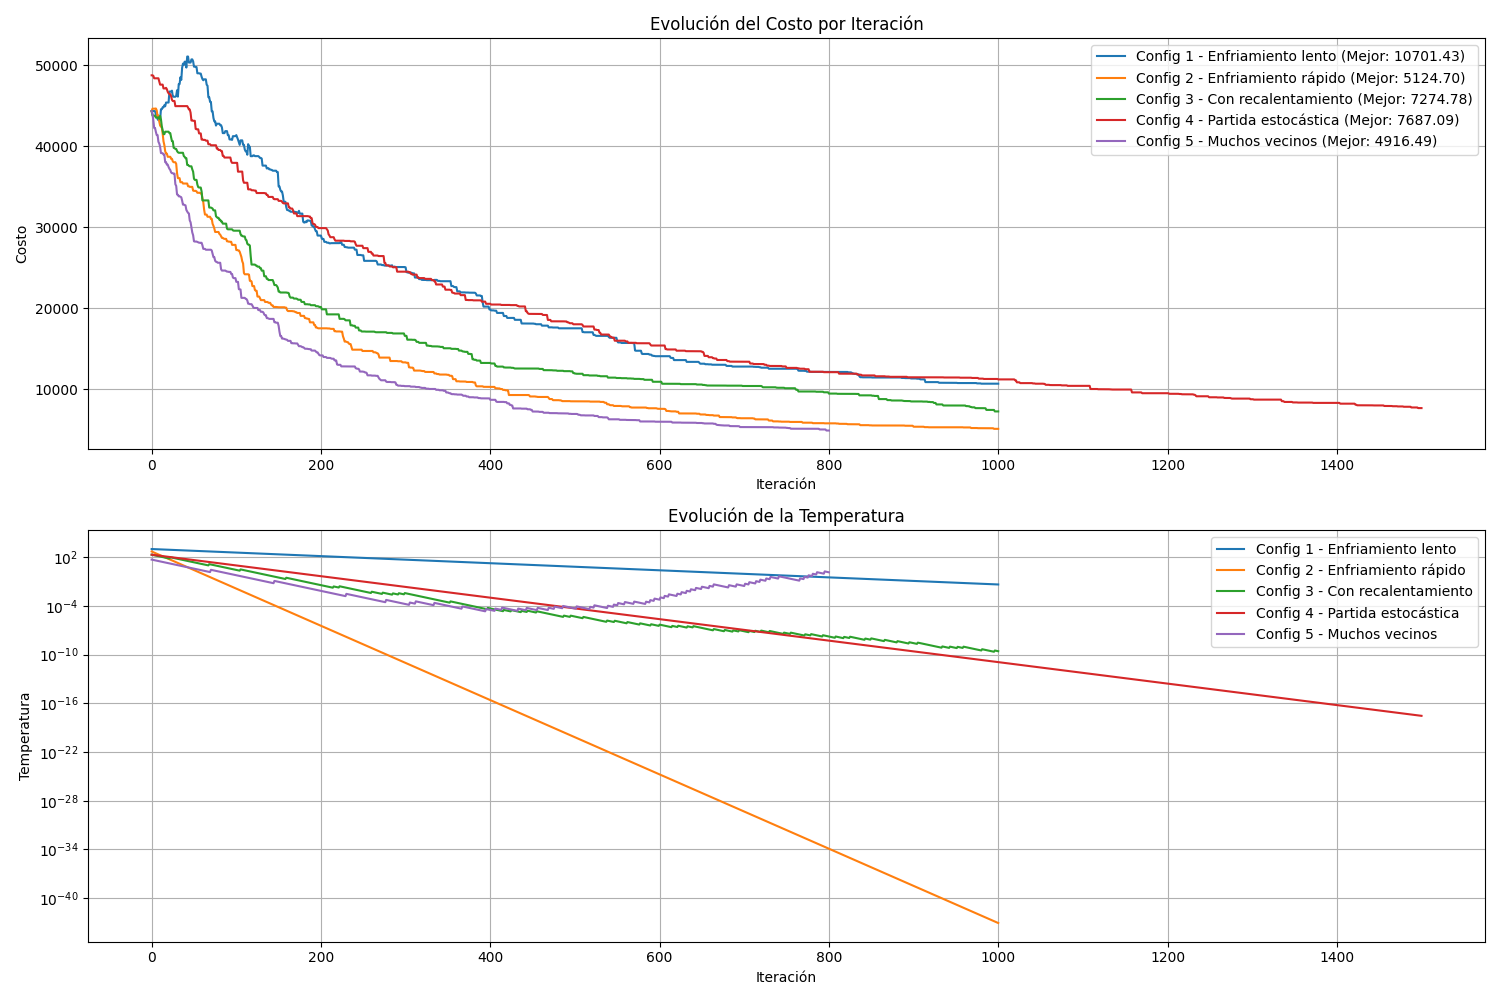 Evolución del Costo por Iteración
Costo
50000
40000
30000
20000
10000
Config 1 - Enfriamiento lento (Mejor: 10701.43)
Config 2 - Enfriamiento rápido (Mejor: 5124.70)
Config 3 - Con recalentamiento (Mejor: 7274.78)
Config 4 - Partida estocástica (Mejor: 7687.09)
Config 5 - Muchos vecinos (Mejor: 4916.49)
0 200 400 600 800 1000 1200 1400
Iteración
Evolución de la Temperatura
Temperatura
10^2
10^−4
10^−10
10^−16
10^−22
10^−28
10^−34
10^−40
Config 1 - Enfriamiento lento
Config 2 - Enfriamiento rápido
Config 3 - Con recalentamiento
Config 4 - Partida estocástica
Config 5 - Muchos vecinos
0 200 400 600 800 1000 1200 1400
Iteración